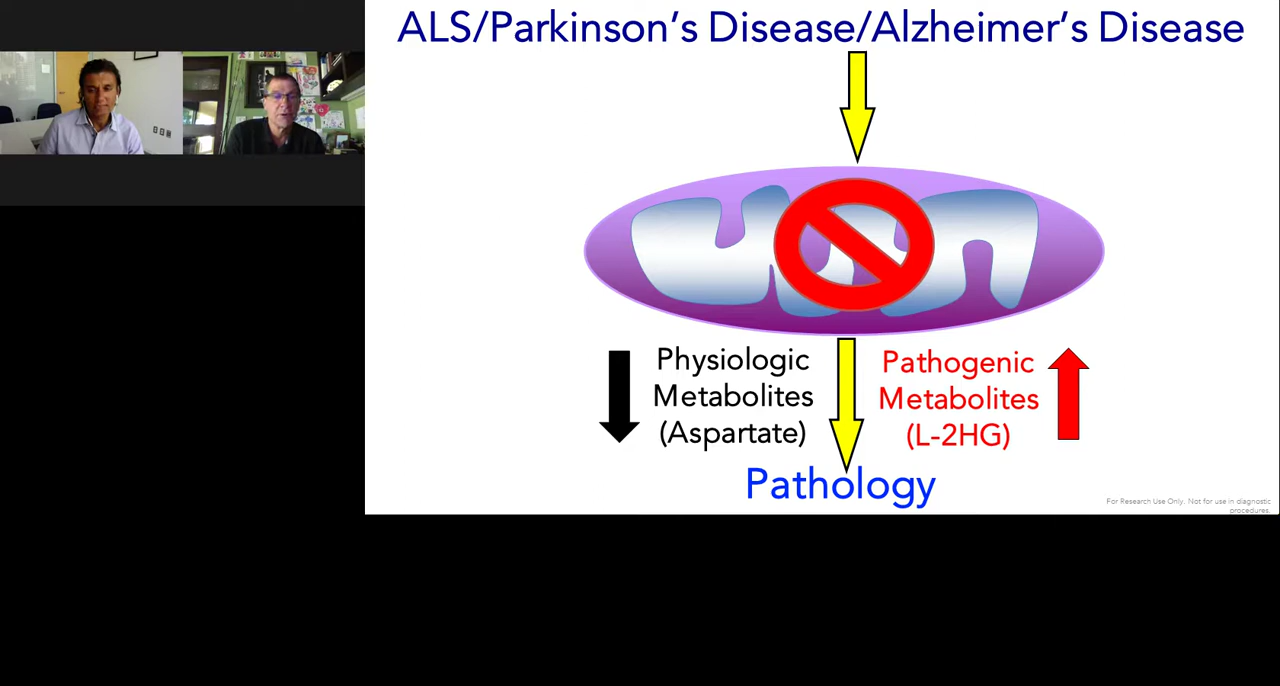 ALS/Parkinson's Disease/Alzheimer's Disease
Physiologic
Metabolites
(Aspartate)
Pathogenic
Metabolites
(L-2HG)
Pathology
For Research Use Only. Not for use in diagnostic
procedures.